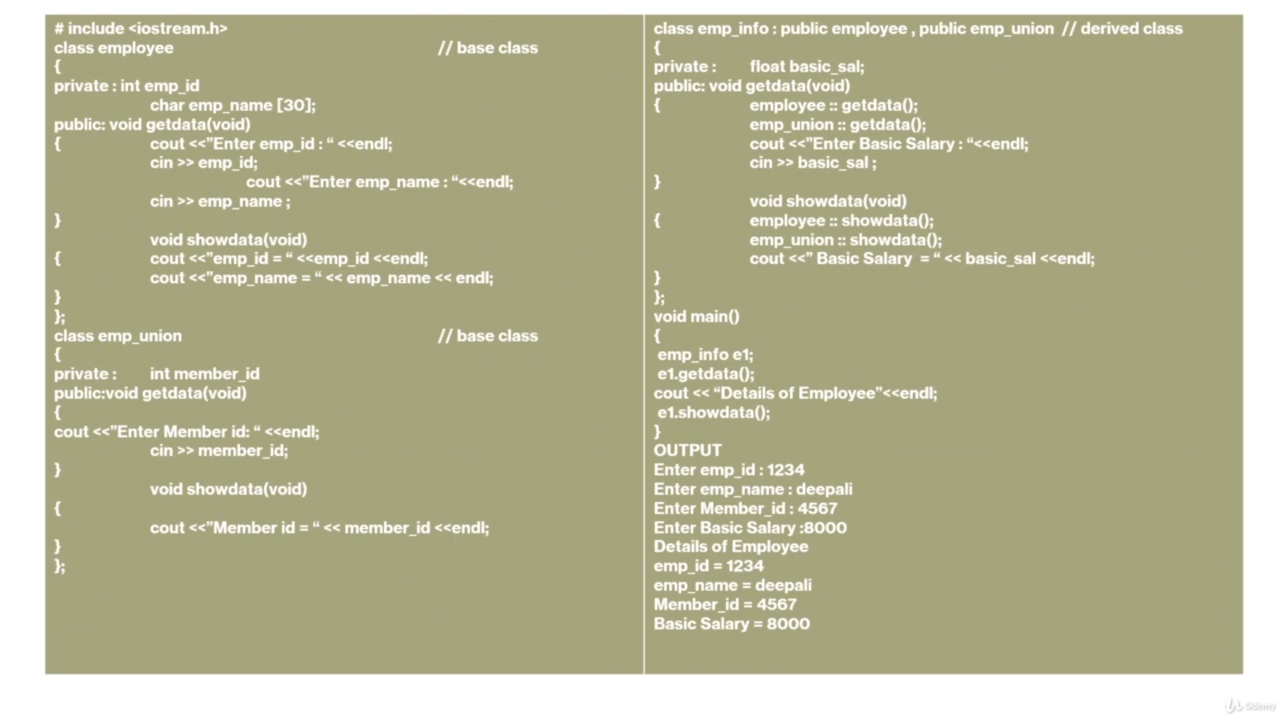 # include <iostream.h>
class employee // base class
{
private : int emp_id
char emp_name [30];
public: void getdata(void)
{ cout <<”Enter emp_id : “ <<endl;
cin >> emp_id;
cout <<”Enter emp_name : “<<endl;
cin >> emp_name ;
}
void showdata(void)
{ cout <<”emp_id = “ <<emp_id <<endl;
cout <<”emp_name = “ << emp_name << endl;
}
};
class emp_union // base class
{
private : int member_id
public:void getdata(void)
{
cout <<”Enter Member id: “ <<endl;
cin >> member_id;
}
void showdata(void)
{
cout <<”Member id = “ << member_id <<endl;
}
};
class emp_info : public employee , public emp_union // derived class
{
private : float basic_sal;
public: void getdata(void)
{ employee :: getdata();
emp_union :: getdata();
cout <<”Enter Basic Salary : “<<endl;
cin >> basic_sal ;
}
void showdata(void)
{ employee :: showdata();
emp_union :: showdata();
cout <<” Basic Salary = “ << basic_sal <<endl;
}
};
void main()
{
emp_info e1;
e1.getdata();
cout << “Details of Employee”<<endl;
e1.showdata();
}
OUTPUT
Enter emp_id : 1234
Enter emp_name : deepali
Enter Member_id : 4567
Enter Basic Salary :8000
Details of Employee
emp_id = 1234
emp_name = deepali
Member_id = 4567
Basic Salary = 8000
Udemy